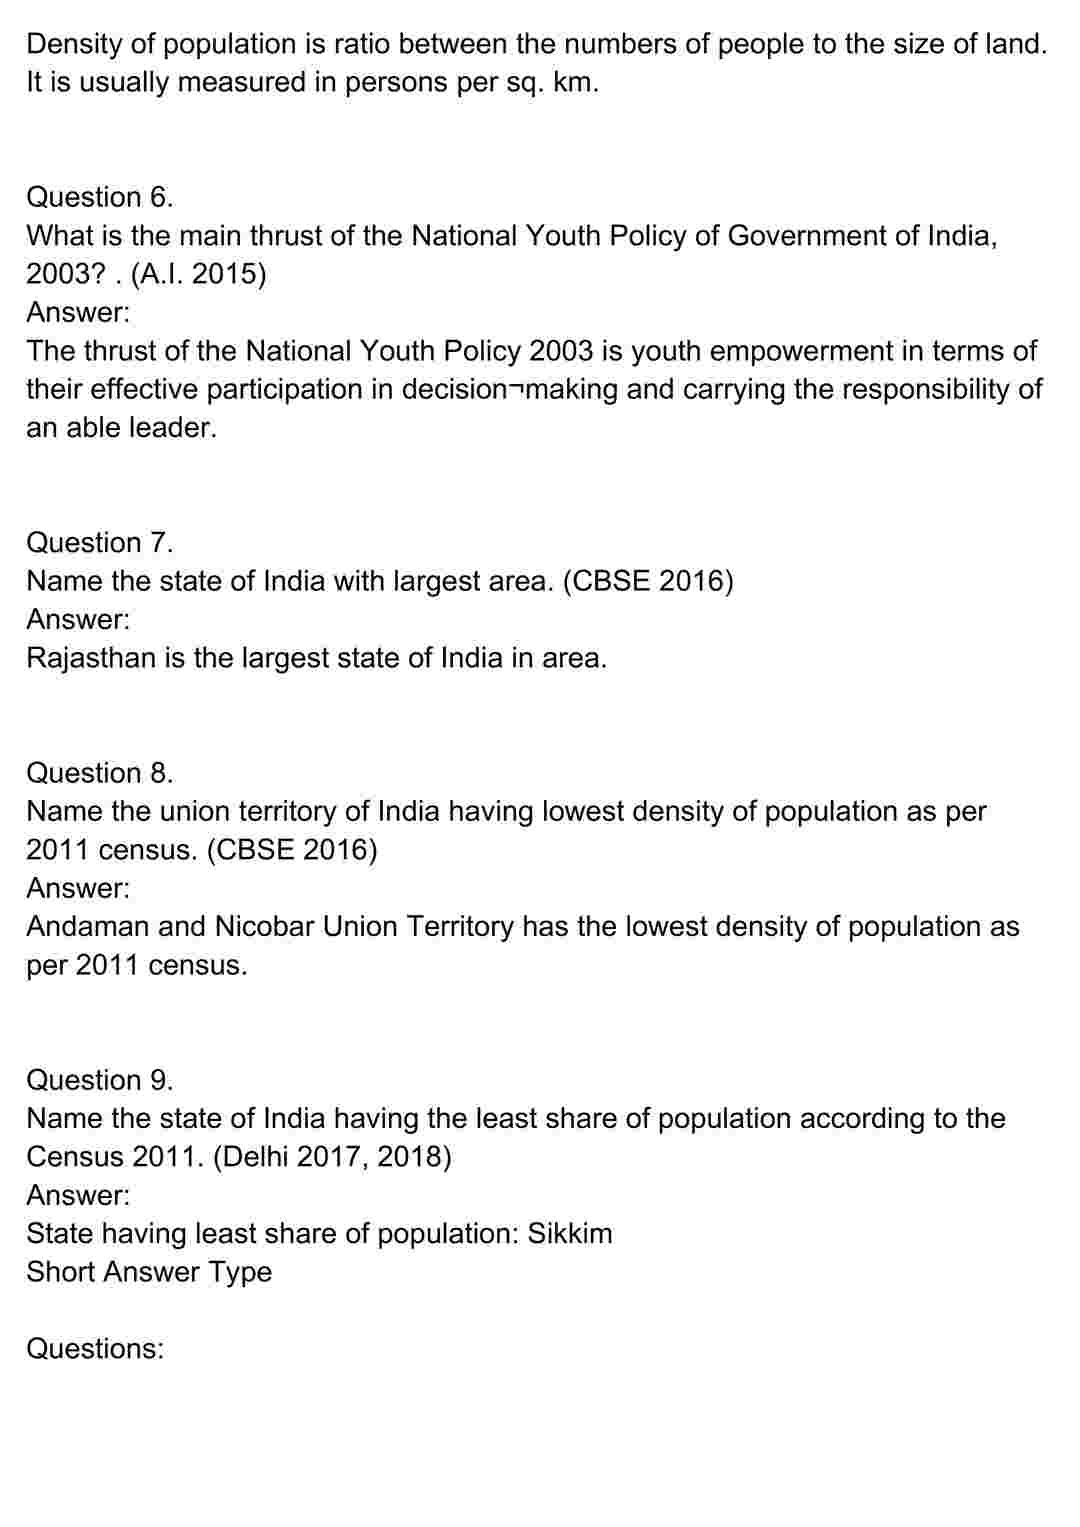 Density of population is ratio between the numbers of people to the size of land.
It is usually measured in persons per sq. km.
Question 6.
What is the main thrust of the National Youth Policy of Government of India,
2003? . (A.I. 2015)
Answer:
The thrust of the National Youth Policy 2003 is youth empowerment in terms of
their effective participation in decision¬making and carrying the responsibility of
an able leader.
Question 7.
Name the state of India with largest area. (CBSE 2016)
Answer:
Rajasthan is the largest state of India in area.
Question 8.
Name the union territory of India having lowest density of population as per
2011 census. (CBSE 2016)
Answer:
Andaman and Nicobar Union Territory has the lowest density of population as
per 2011 census.
Question 9.
Name the state of India having the least share of population according to the
Census 2011. (Delhi 2017, 2018)
Answer:
State having least share of population: Sikkim
Short Answer Type
Questions: